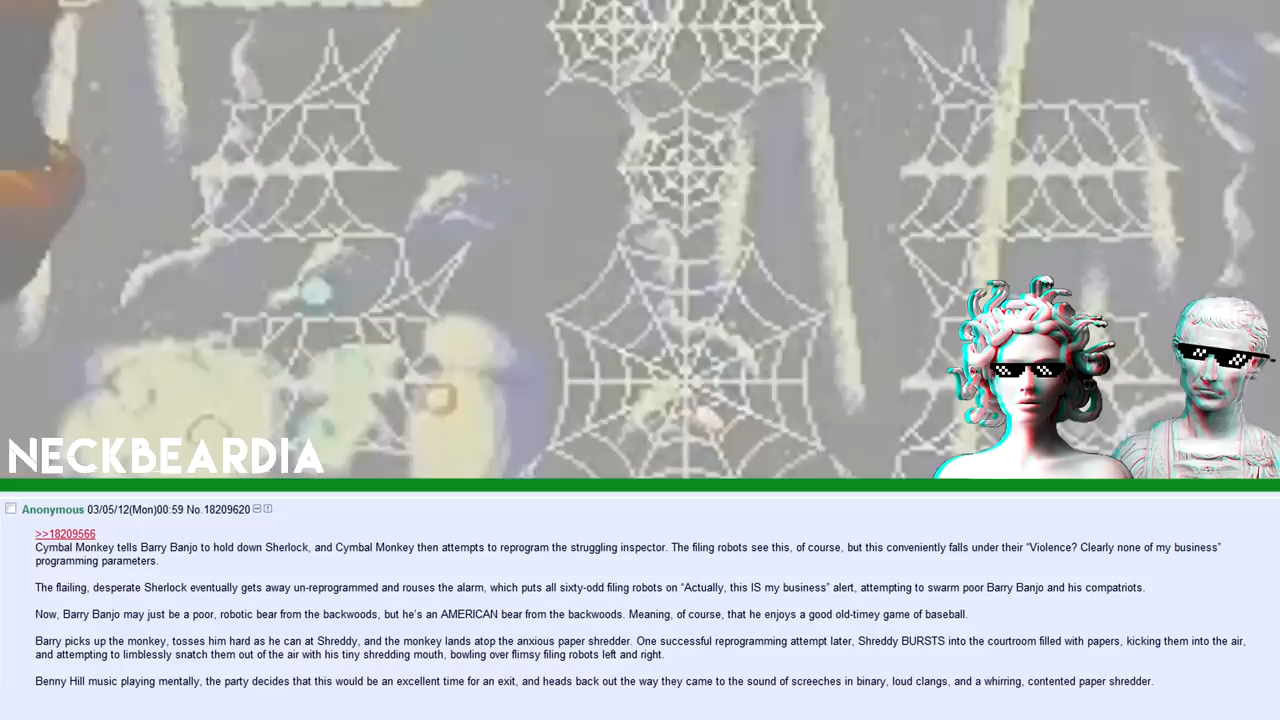 NECKBEARDIA
Anonymous 03/05/12(Mon)00:59 No.18209620
>>18209566
Cymbal Monkey tells Barry Banjo to hold down Sherlock, and Cymbal Monkey then attempts to reprogram the struggling inspector. The filing robots see this, of course, but this conveniently falls under their “Violence? Clearly none of my business”
programming parameters.
The flailing, desperate Sherlock eventually gets away un-reprogrammed and rouses the alarm, which puts all sixty-odd filing robots on “Actually, this IS my business” alert, attempting to swarm poor Barry Banjo and his compatriots.
Now, Barry Banjo may just be a poor, robotic bear from the backwoods, but he’s an AMERICAN bear from the backwoods. Meaning, of course, that he enjoys a good old-timey game of baseball.
Barry picks up the monkey, tosses him hard as he can at Shreddy, and the monkey lands atop the anxious paper shredder. One successful reprogramming attempt later, Shreddy BURSTS into the courtroom filled with papers, kicking them into the air,
and attempting to limblessly snatch them out of the air with his tiny shredding mouth, bowling over flimsy filing robots left and right.
Benny Hill music playing mentally, the party decides that this would be an excellent time for an exit, and heads back out the way they came to the sound of screeches in binary, loud clangs, and a whirring, contented paper shredder.